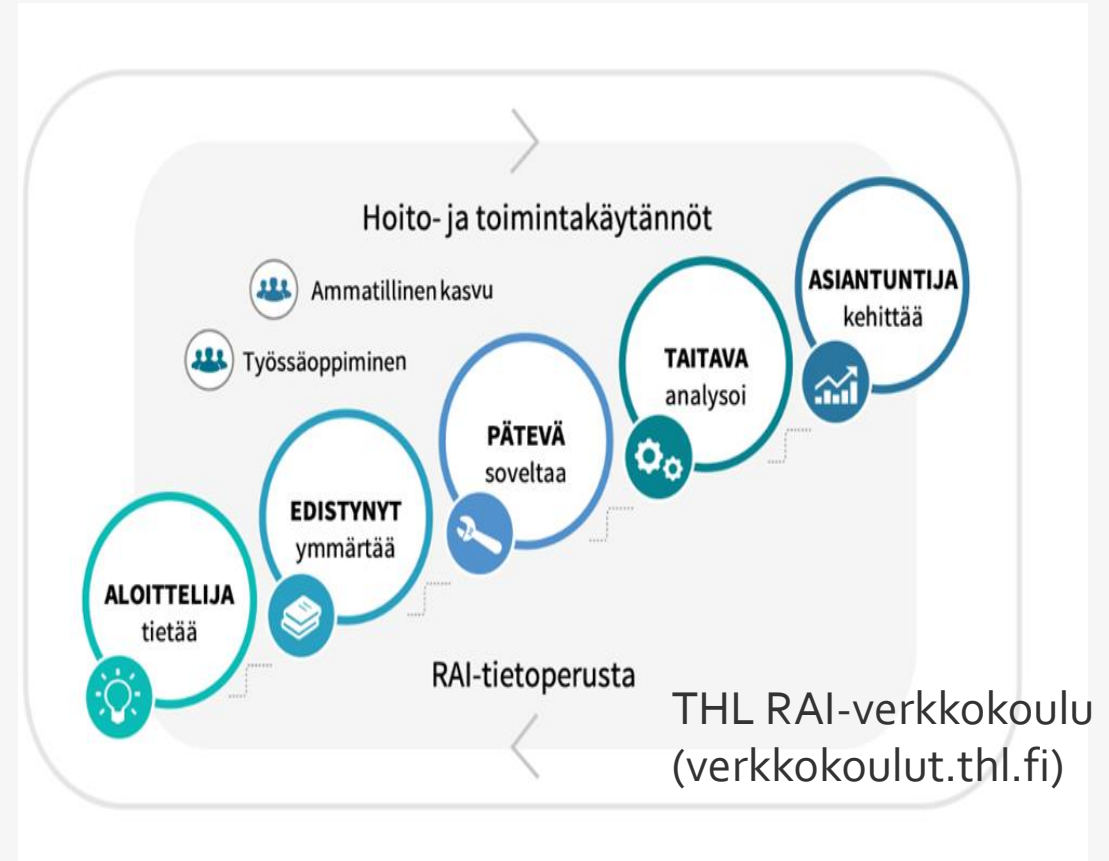 Hoito- ja toimintakäytännöt
Ammatillinen kasvu
Työssäoppiminen
ALOITTELIJA
tietää
EDISTYNYT
ymmärtää
PÄTEVÄ
soveltaa
TAITAVA
analysoi
ASIANTUNTIJA
kehittää
RAI-tietoperusta
THL RAI-verkkokoulu
(verkkokoulut.thl.fi)